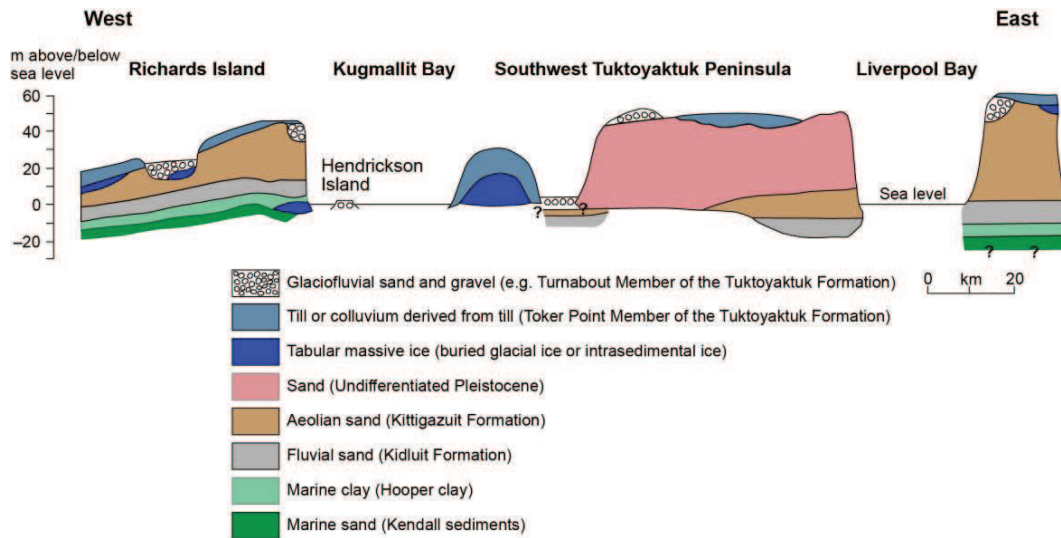 West
East
m above/below
sea level
Richards Island
Kugmallit Bay
Southwest Tuktoyaktuk Peninsula
Liverpool Bay
60
40
20
0
–20
Hendrickson
Island
?
?
Sea level
?
?
0 km 20
Glaciofluvial sand and gravel (e.g. Turnabout Member of the Tuktoyaktuk Formation)
Till or colluvium derived from till (Toker Point Member of the Tuktoyaktuk Formation)
Tabular massive ice (buried glacial ice or intrasedimental ice)
Sand (Undifferentiated Pleistocene)
Aeolian sand (Kittigazuit Formation)
Fluvial sand (Kidluit Formation)
Marine clay (Hooper clay)
Marine sand (Kendall sediments)